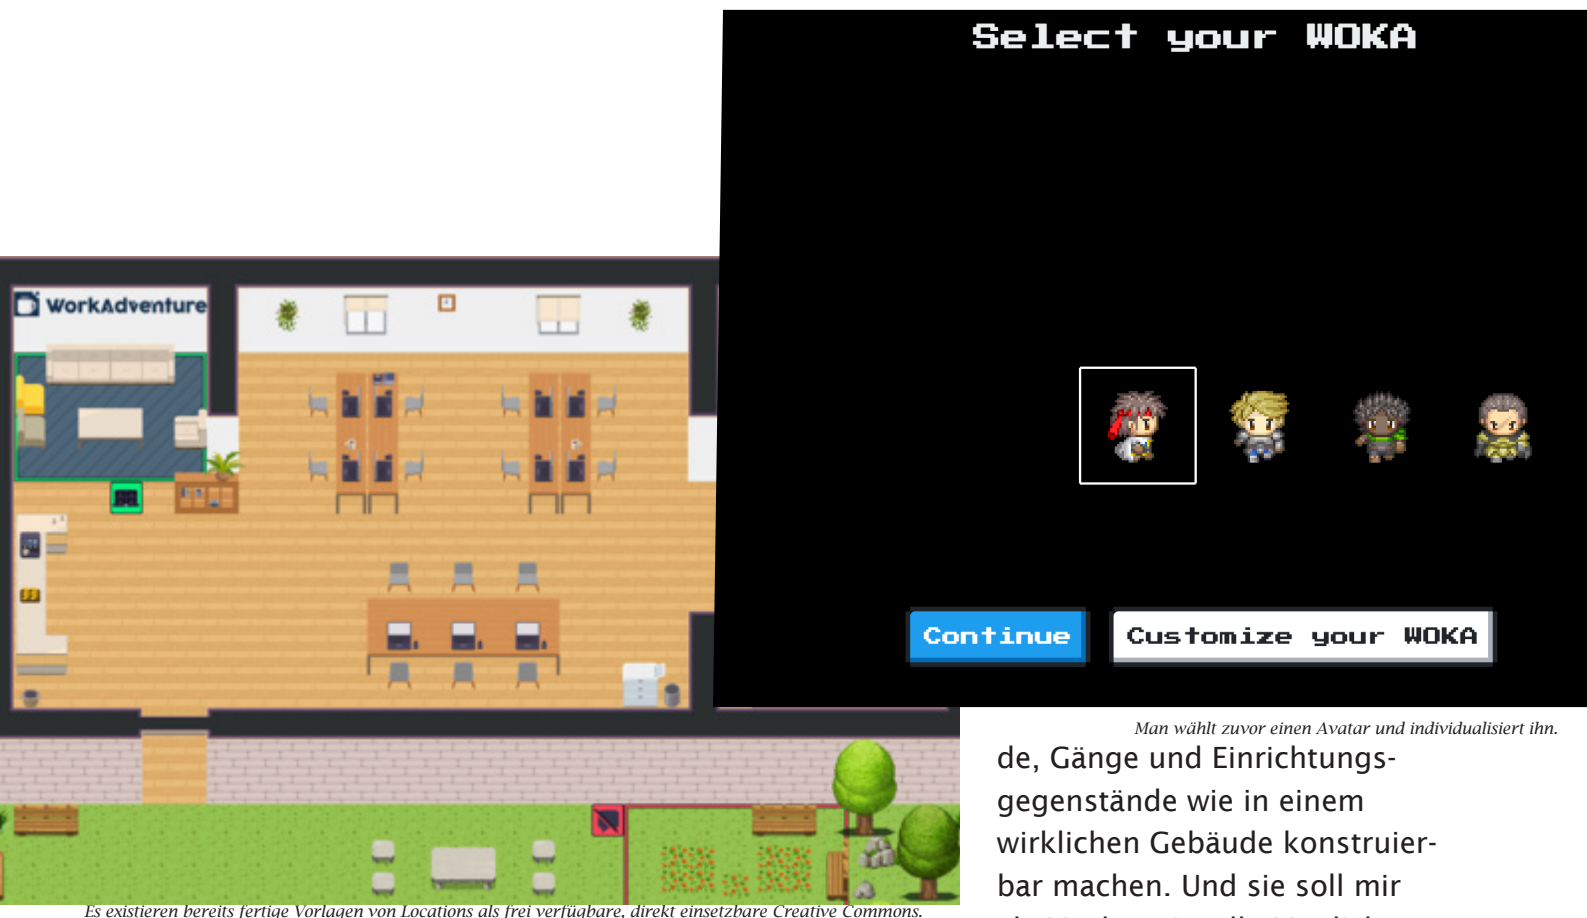 Select your WOKA
WorkAdventure
Continue
Customize your WOKA
Man wählt zuvor einen Avatar und individualisiert ihn.
de, Gänge und Einrichtungs-
gegenstände wie in einem
wirklichen Gebäude konstruier-
bar machen. Und sie soll mir
Es existieren bereits fertige Vorlagen von Locations als frei verfügbare, direkt einsetzbare Creative Commons.